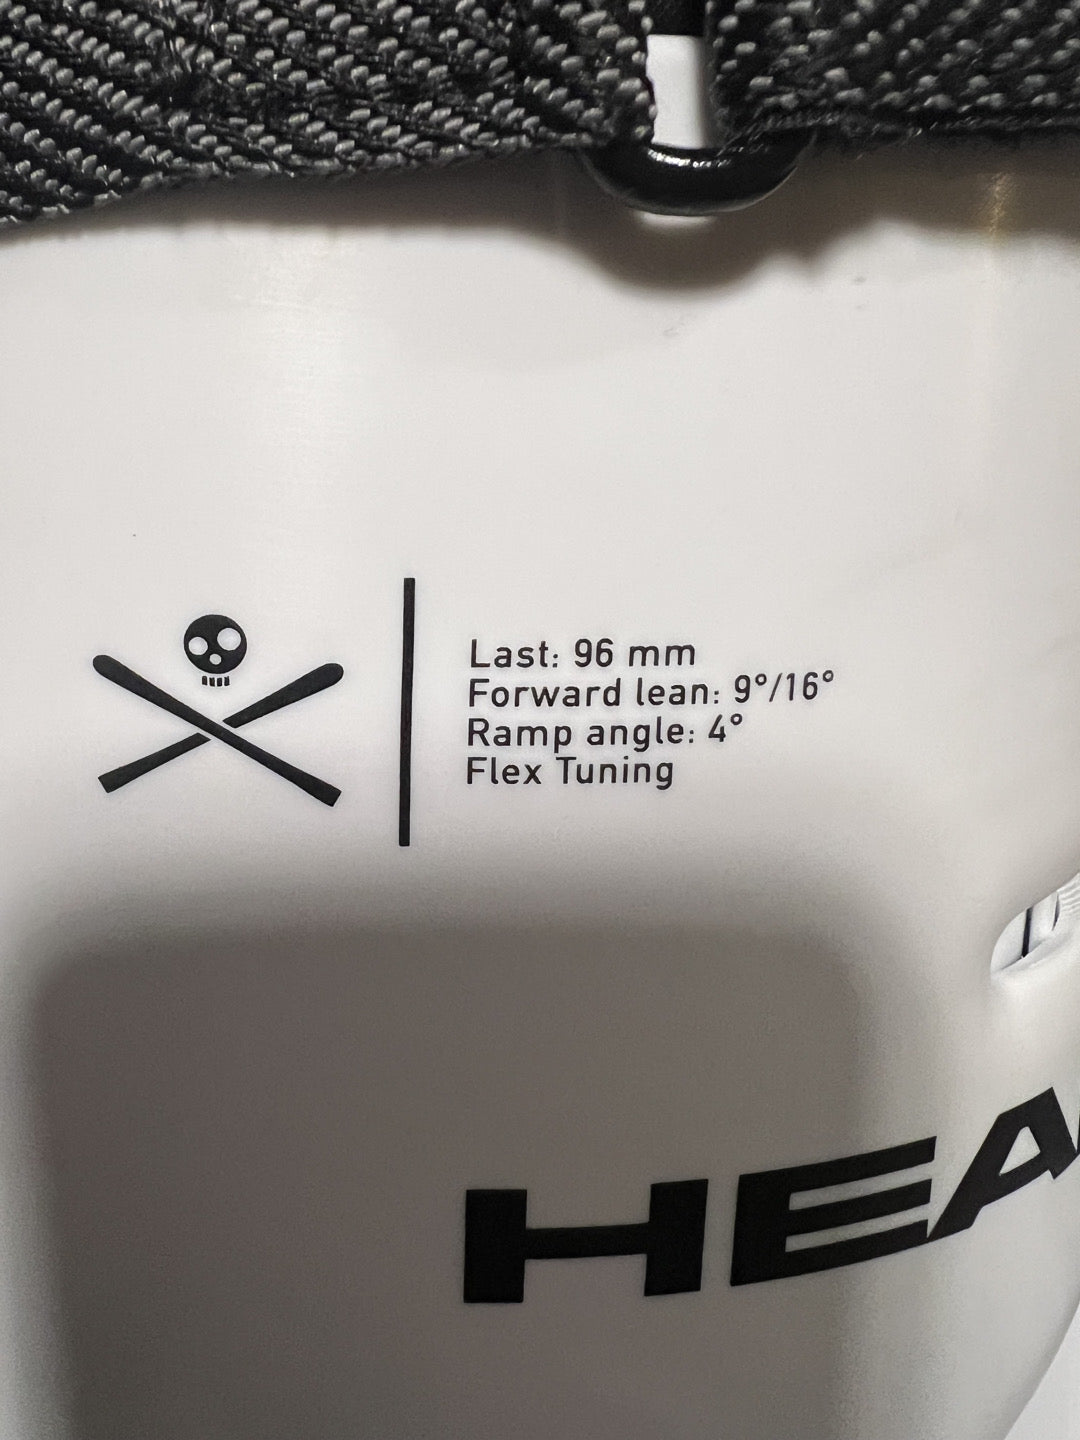 Last: 96 mm
Forward lean: 9°/16°
Ramp angle: 4°
Flex Tuning
HEA